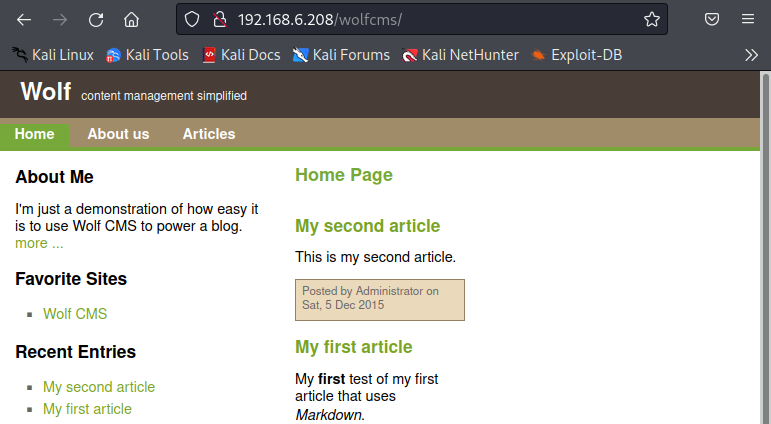 192.168.6.208/wolfcms/
Kali Linux Kali Tools Kali Docs Kali Forums Kali NetHunter Exploit-DB
Wolf content management simplified
Home About us Articles
About Me
I'm just a demonstration of how easy it
is to use Wolf CMS to power a blog.
more ...
Favorite Sites
Wolf CMS
Recent Entries
My second article
My first article
Home Page
My second article
This is my second article.
Posted by Administrator on
Sat, 5 Dec 2015
My first article
My first test of my first
article that uses
Markdown.